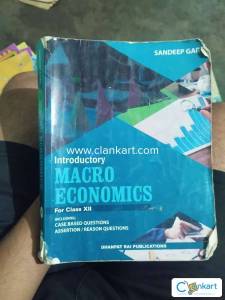 SANDEEP GAR
www.clankart.com
Introductory
MACRO
ECONOMICS
For Class XII
INCLUDING
CASE BASED QUESTIONS
ASSERTION / REASON QUESTIONS
DHANPAT RAI PUBLICATIONS
Clankart